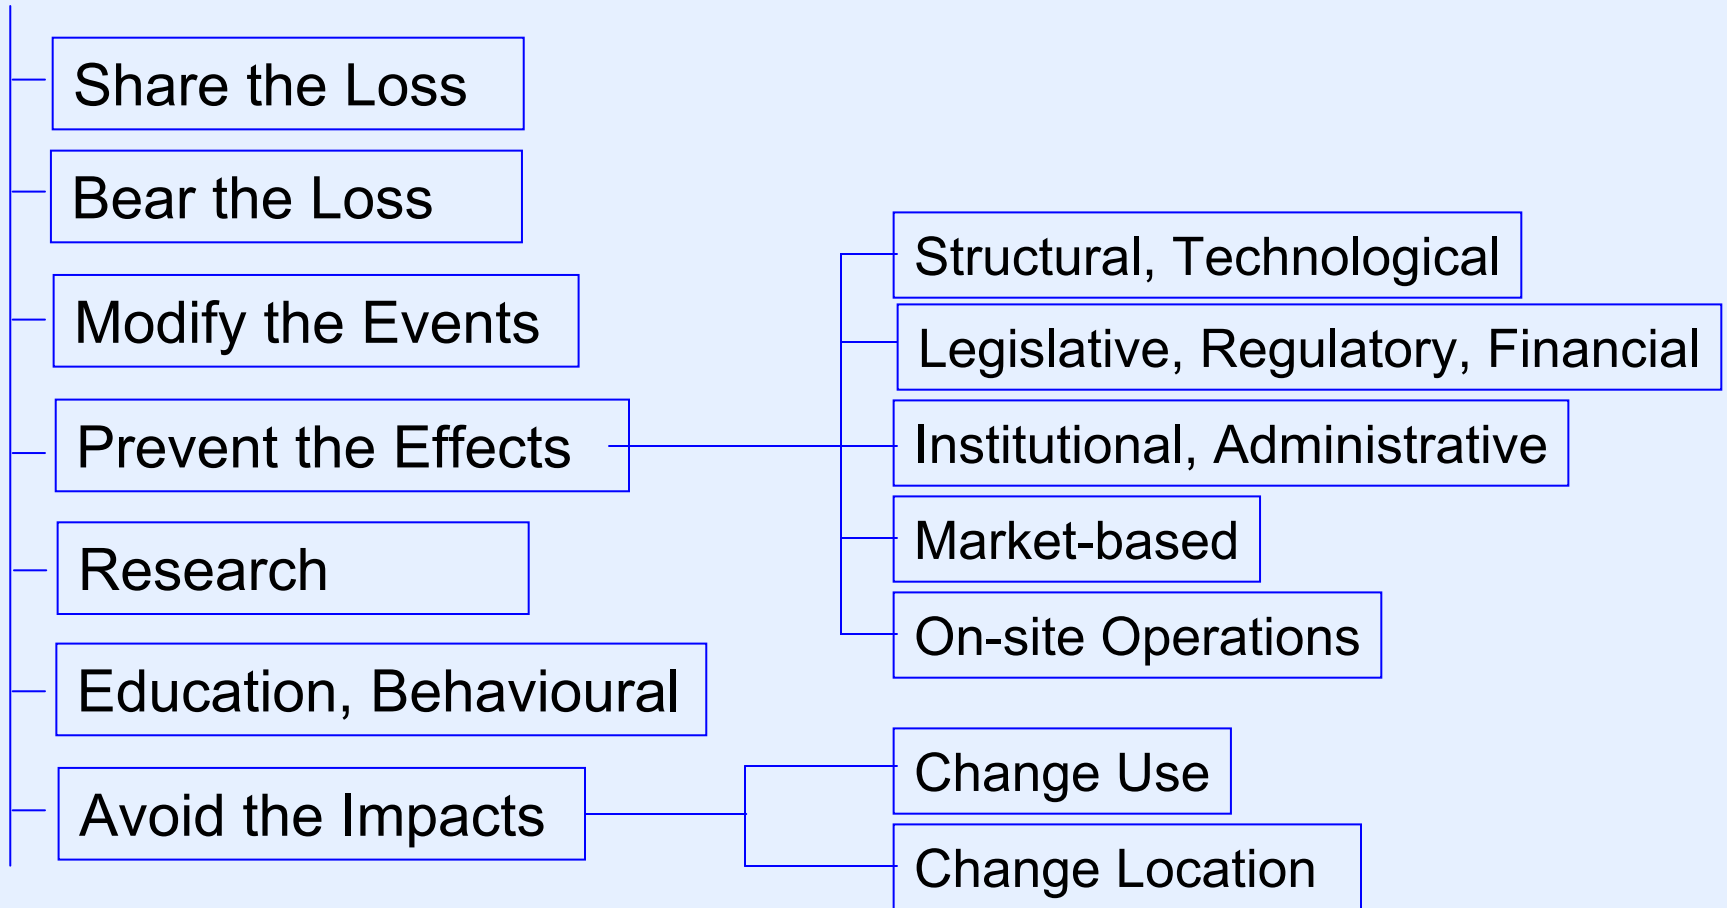 Share the Loss
Bear the Loss
Modify the Events
Prevent the Effects
Research
Education, Behavioural
Avoid the Impacts
Structural, Technological
Legislative, Regulatory, Financial
Institutional, Administrative
Market-based
On-site Operations
Change Use
Change Location